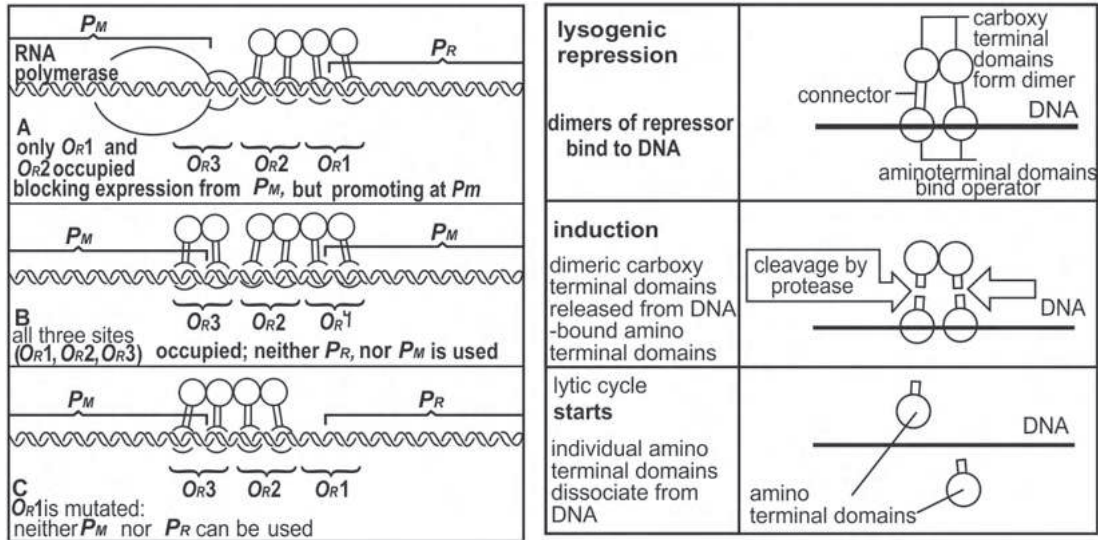 PM
PR
RNA
polymerase
A
only OR1 and
OR2 occupied
OR3 OR2 OR1
blocking expression from PM, but promoting at Pm
PM
PM
OR3 OR2 OR4
B
all three sites
(OR1, OR2, OR3) occupied; neither PR, nor PM is used
PM
PR
OR3 OR2 OR1
C
OR1 is mutated:
neither PM nor PR can be used
lysogenic
repression
dimers of repressor
bind to DNA
carboxy
terminal
domains
form dimer
connector
DNA
aminoterminal domains
bind operator
induction
dimeric carboxy
terminal domains
released from DNA
-bound amino
terminal domains
cleavage by
protease
DNA
lytic cycle
starts
individual amino
terminal domains
dissociate from
DNA
DNA
amino
terminal domains